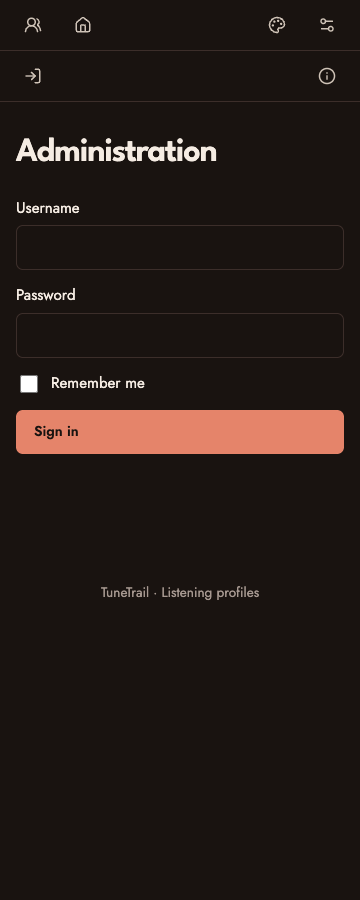 Administration
Username
Password
Remember me
Sign in
TuneTrail · Listening profiles